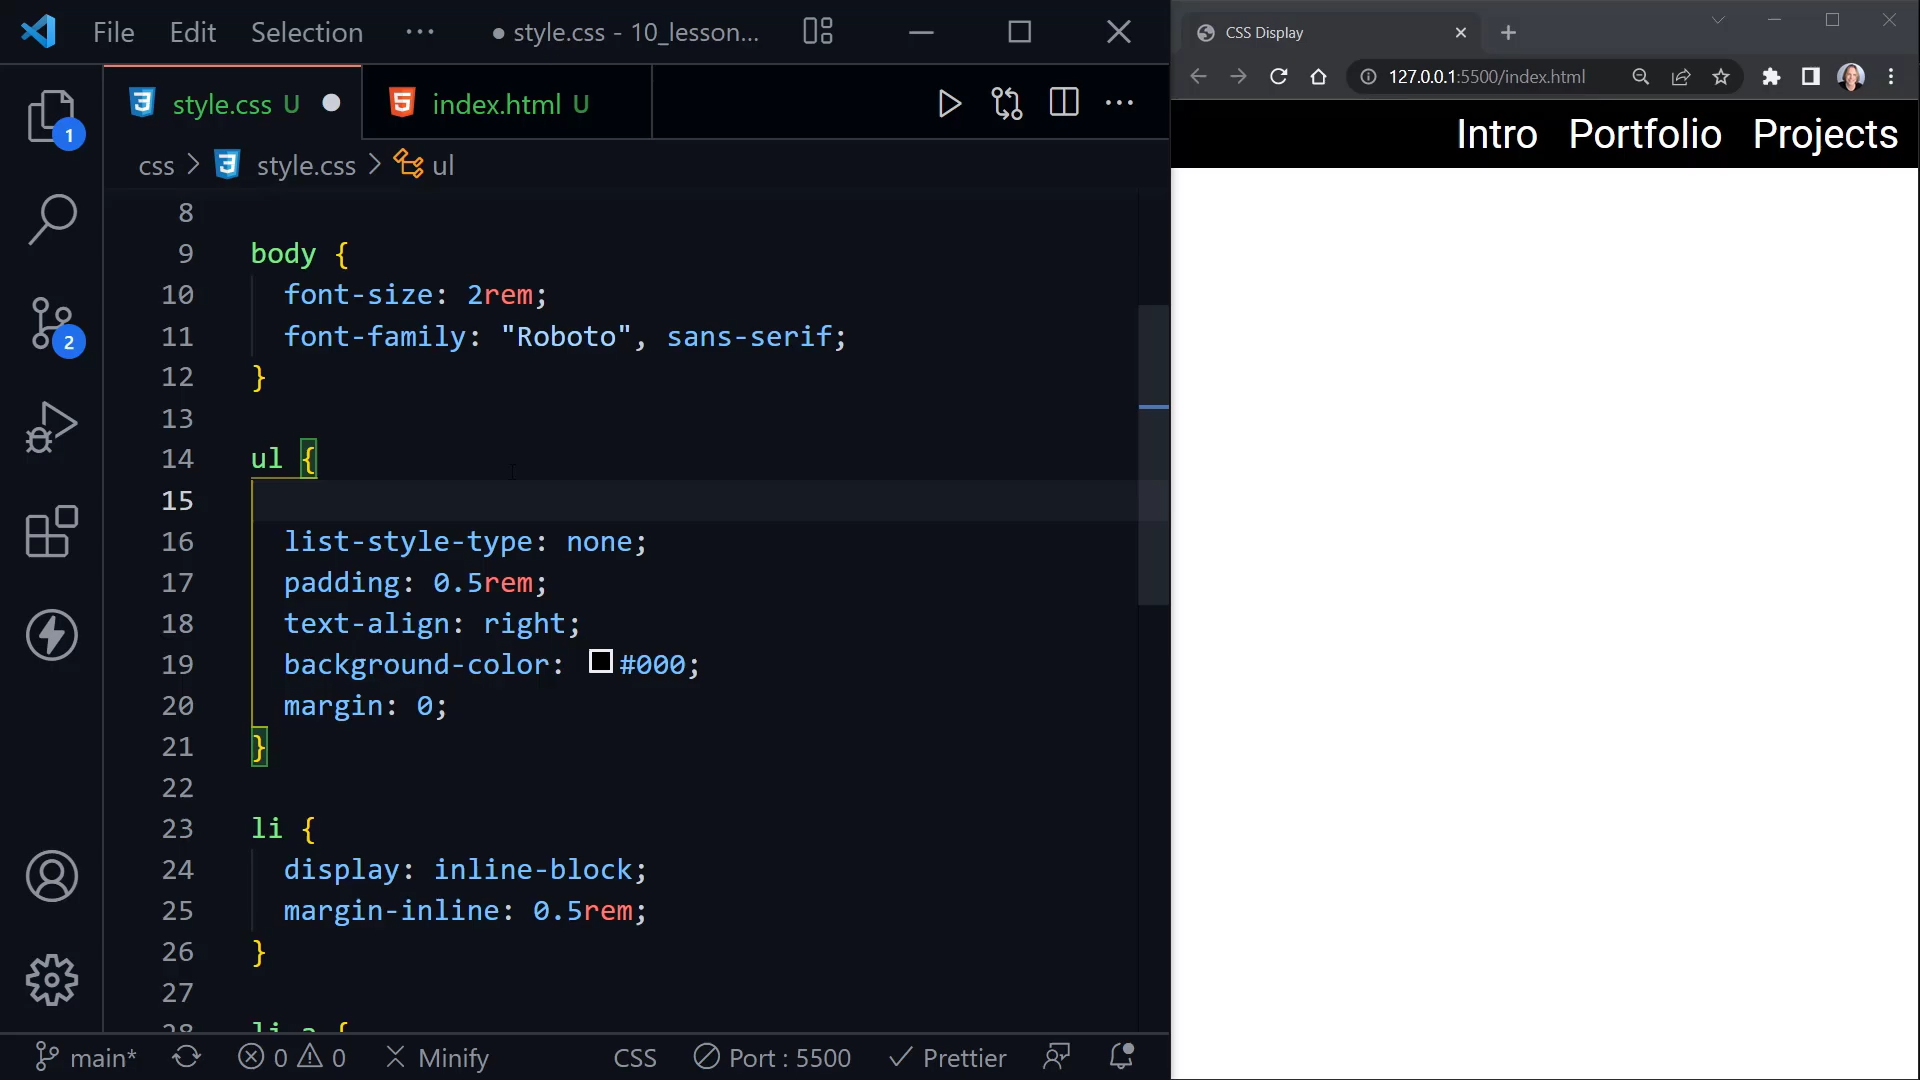 File Edit Selection ··· ● style.css - 10_lesson...
style.css U ● index.html U
css > style.css > ul
8
9 body {
10 font-size: 2rem;
11 font-family: "Roboto", sans-serif;
12 }
13
14 ul {
15
16 list-style-type: none;
17 padding: 0.5rem;
18 text-align: right;
19 background-color: #000;
20 margin: 0;
21 }
22
23 li {
24 display: inline-block;
25 margin-inline: 0.5rem;
26 }
27
28 li a {
1
2
main* 0 0 Minify CSS Port : 5500 Prettier
CSS Display
127.0.0.1:5500/index.html
Intro Portfolio Projects